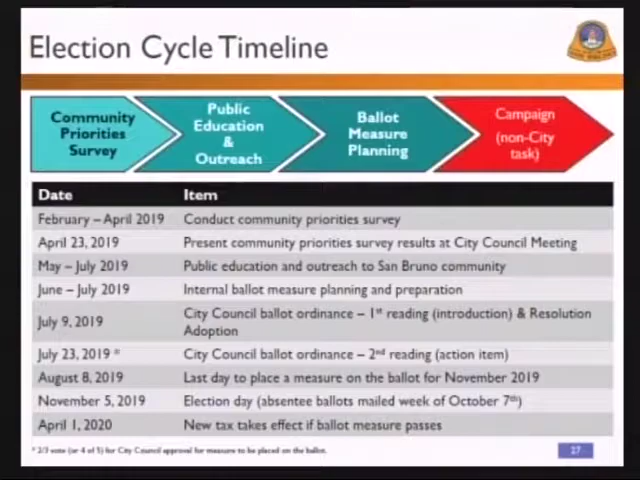 Election Cycle Timeline
Community
Priorities
Survey
Public
Education
&
Outreach
Ballot
Measure
Planning
Campaign
(non-City
task)
Date Item
February – April 2019 Conduct community priorities survey
April 23, 2019 Present community priorities survey results at City Council Meeting
May – July 2019 Public education and outreach to San Bruno community
June – July 2019 Internal ballot measure planning and preparation
July 9, 2019 City Council ballot ordinance – 1st reading (introduction) & Resolution
Adoption
July 23, 2019 * City Council ballot ordinance – 2nd reading (action item)
August 8, 2019 Last day to place a measure on the ballot for November 2019
November 5, 2019 Election day (absentee ballots mailed week of October 7th)
April 1, 2020 New tax takes effect if ballot measure passes
* 2/3 vote (or 4 of 5) for City Council approval for measure to be placed on the ballot.
27